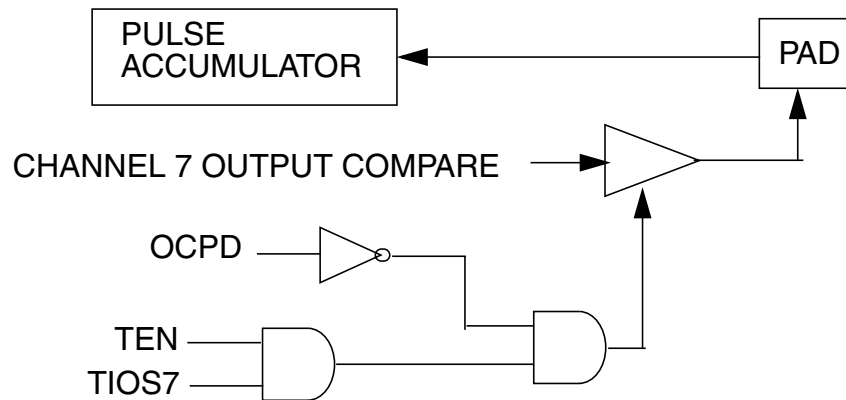 PULSE
ACCUMULATOR
PAD
CHANNEL 7 OUTPUT COMPARE
OCPD
TEN
TIOS7